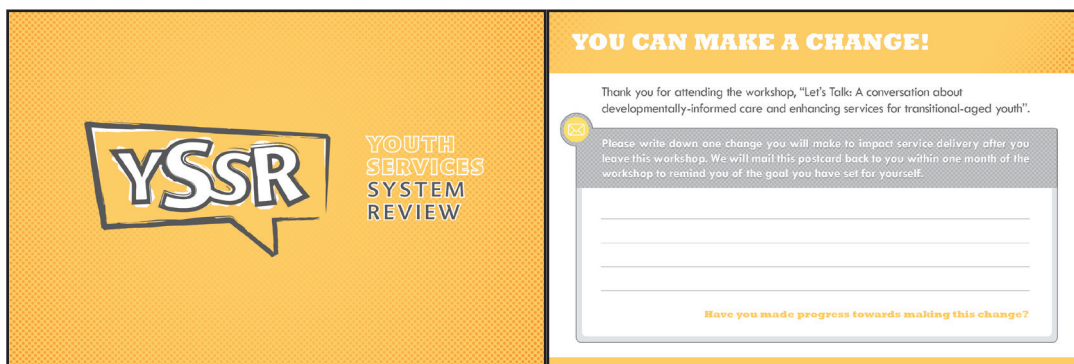 YSSR
YOUTH
SERVICES
SYSTEM
REVIEW
YOU CAN MAKE A CHANGE!
Thank you for attending the workshop, “Let’s Talk: A conversation about
developmentally-informed care and enhancing services for transitional-aged youth”.
Please write down one change you will make to impact service delivery after you
leave this workshop. We will mail this postcard back to you within one month of the
workshop to remind you of the goal you have set for yourself.
Have you made progress towards making this change?